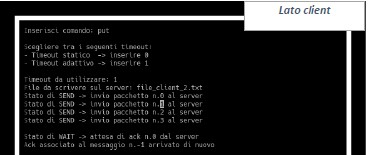 Lato client
Inserisci comando: put
Scegliere tra i seguenti timeout:
- Timeout statico -> inserire 0
- Timeout adattivo -> inserire 1
Timeout da utilizzare: 1
File da scrivere sul server: file_client_2.txt
Stato di SEND -> invio pacchetto n.0 al server
Stato di SEND -> invio pacchetto n.1 al server
Stato di SEND -> invio pacchetto n.2 al server
Stato di SEND -> invio pacchetto n.3 al server
Stato di WAIT -> attesa di ack n.0 dal server
Ack associato al messaggio n.-1 arrivato di nuovo